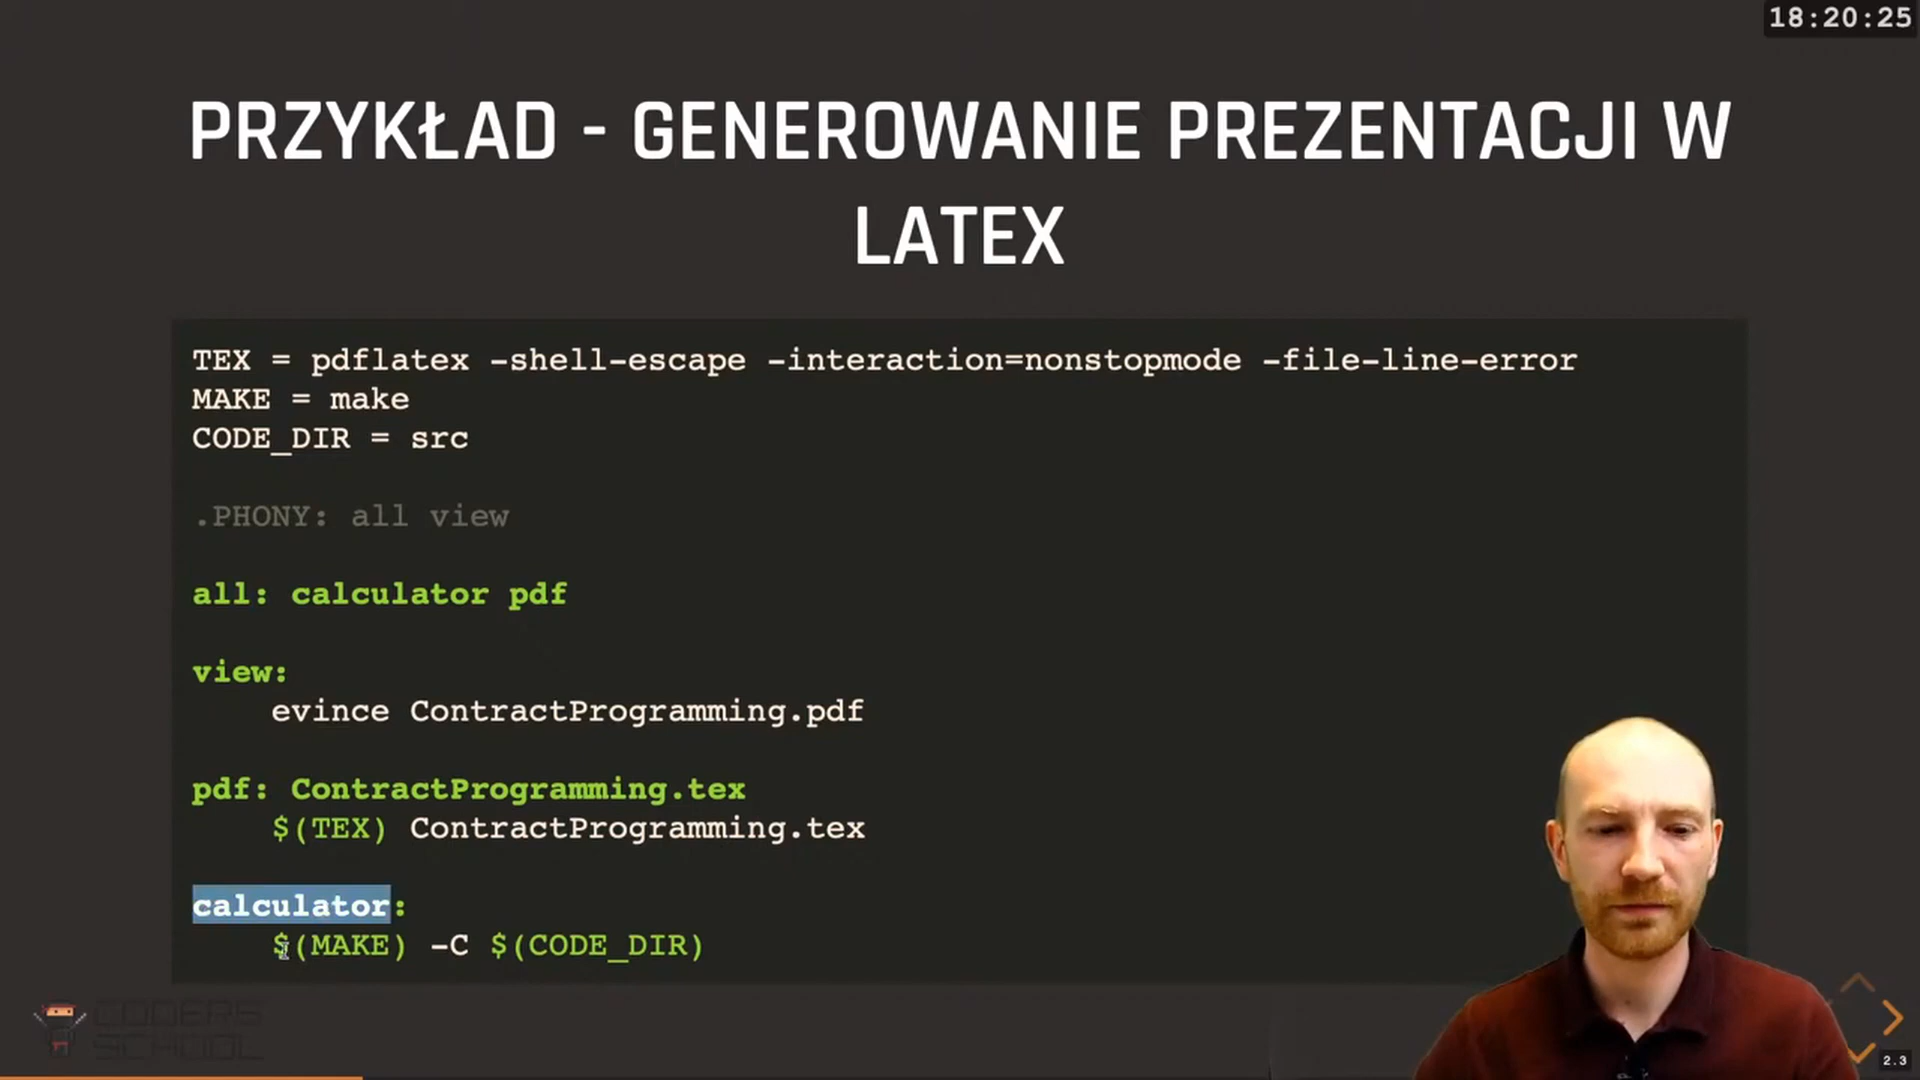 18:20:25
PRZYKŁAD - GENEROWANIE PREZENTACJI W
LATEX
TEX = pdflatex -shell-escape -interaction=nonstopmode -file-line-error
MAKE = make
CODE_DIR = src
.PHONY: all view
all: calculator pdf
view:
    evince ContractProgramming.pdf
pdf: ContractProgramming.tex
    $(TEX) ContractProgramming.tex
calculator:
    $(MAKE) -C $(CODE_DIR)
CODERS
SCHOOL
2.3